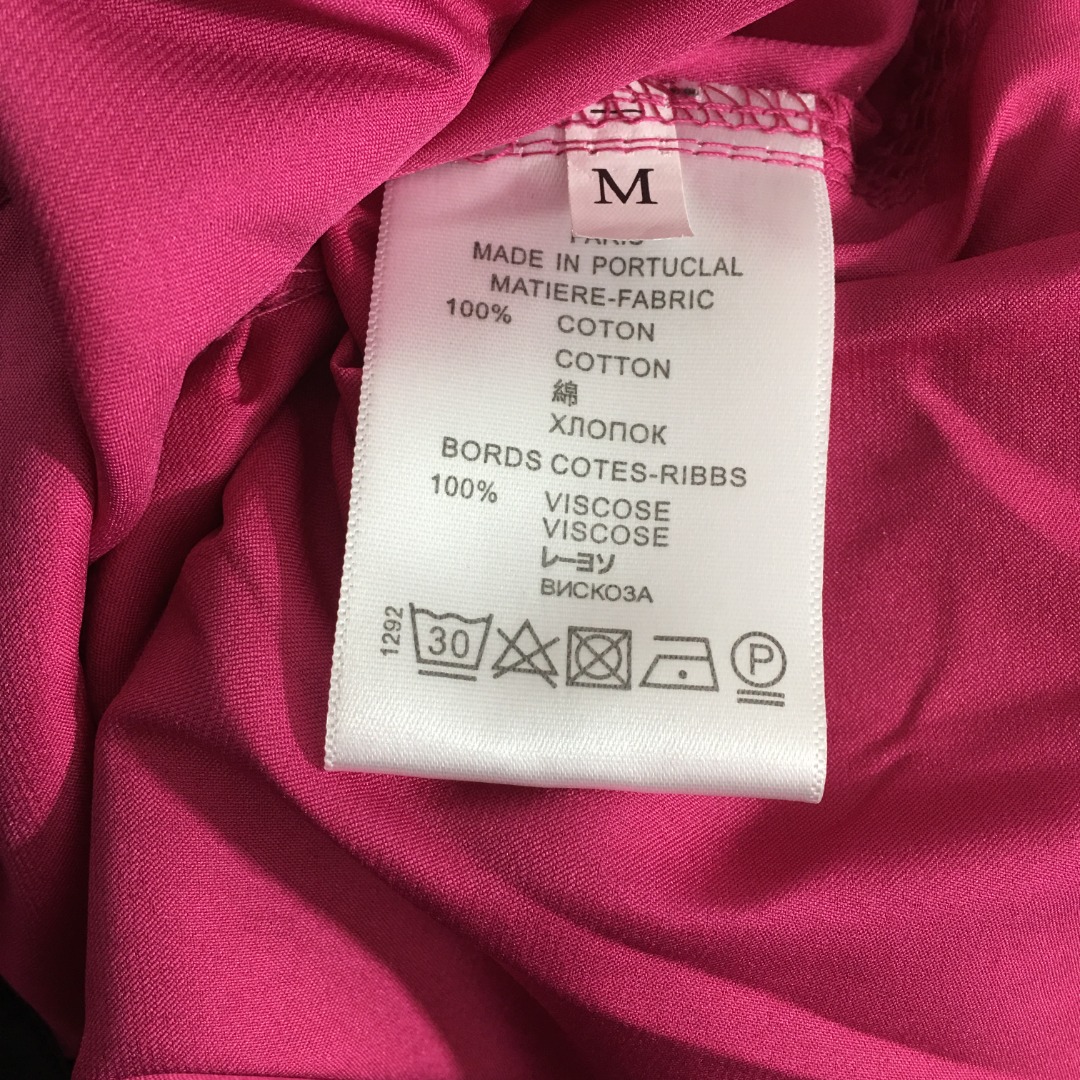 M
PARIS
MADE IN PORTUCLAL
MATIERE-FABRIC
100% COTON
COTTON
綿
ХЛОПОК
BORDS COTES-RIBBS
100% VISCOSE
VISCOSE
レーヨソ
ВИСКОЗА
1292
30
P